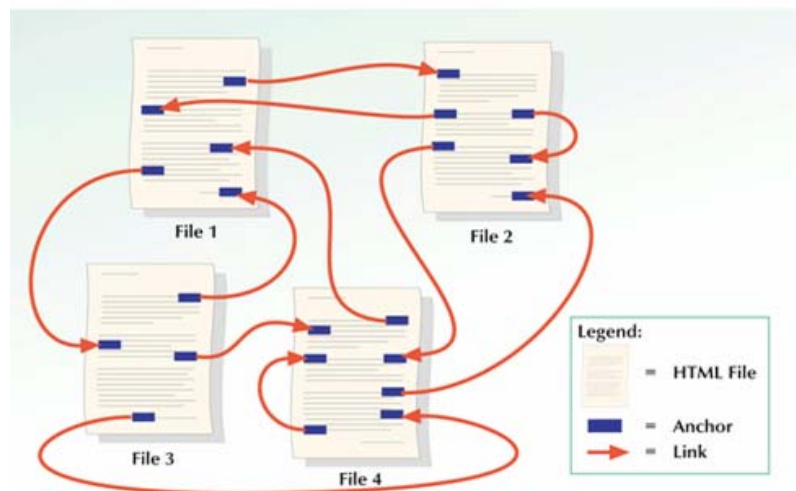 File 1
File 2
File 3
File 4
Legend:
= HTML File
= Anchor
= Link